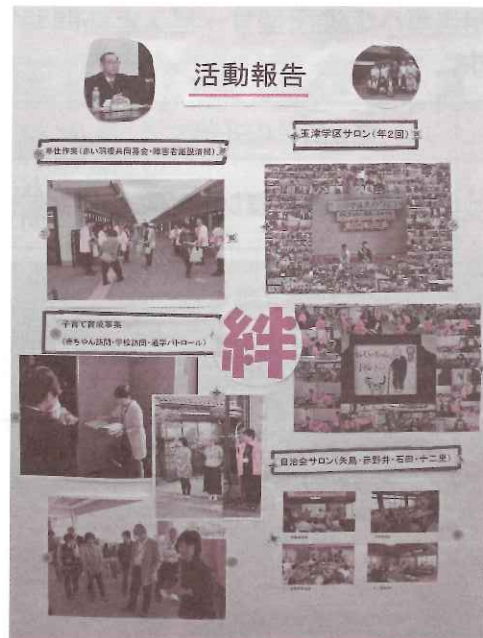 活動報告
奉仕作業(赤い羽根共同募金・障害者施設清掃)
玉津学区サロン(年2回)
子育て育成事業
(赤ちゃん訪問・学校訪問・通学パトロール)
絆
自治会サロン(矢島・赤野井・石田・十二里)